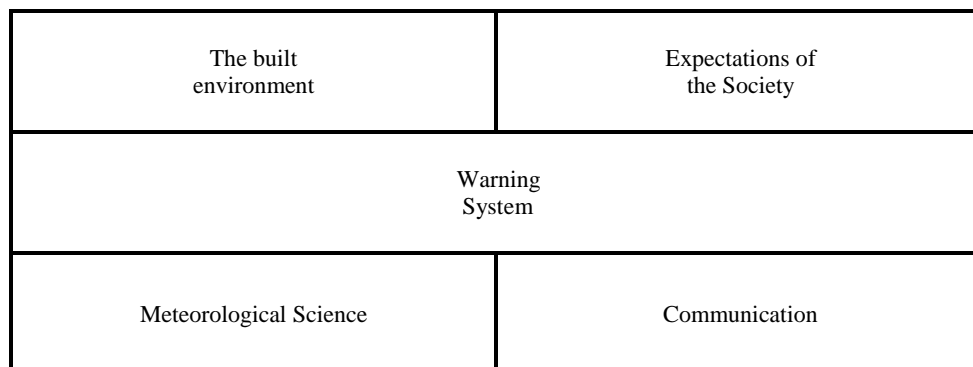 The built
environment
Expectations of
the Society
Warning
System
Meteorological Science
Communication